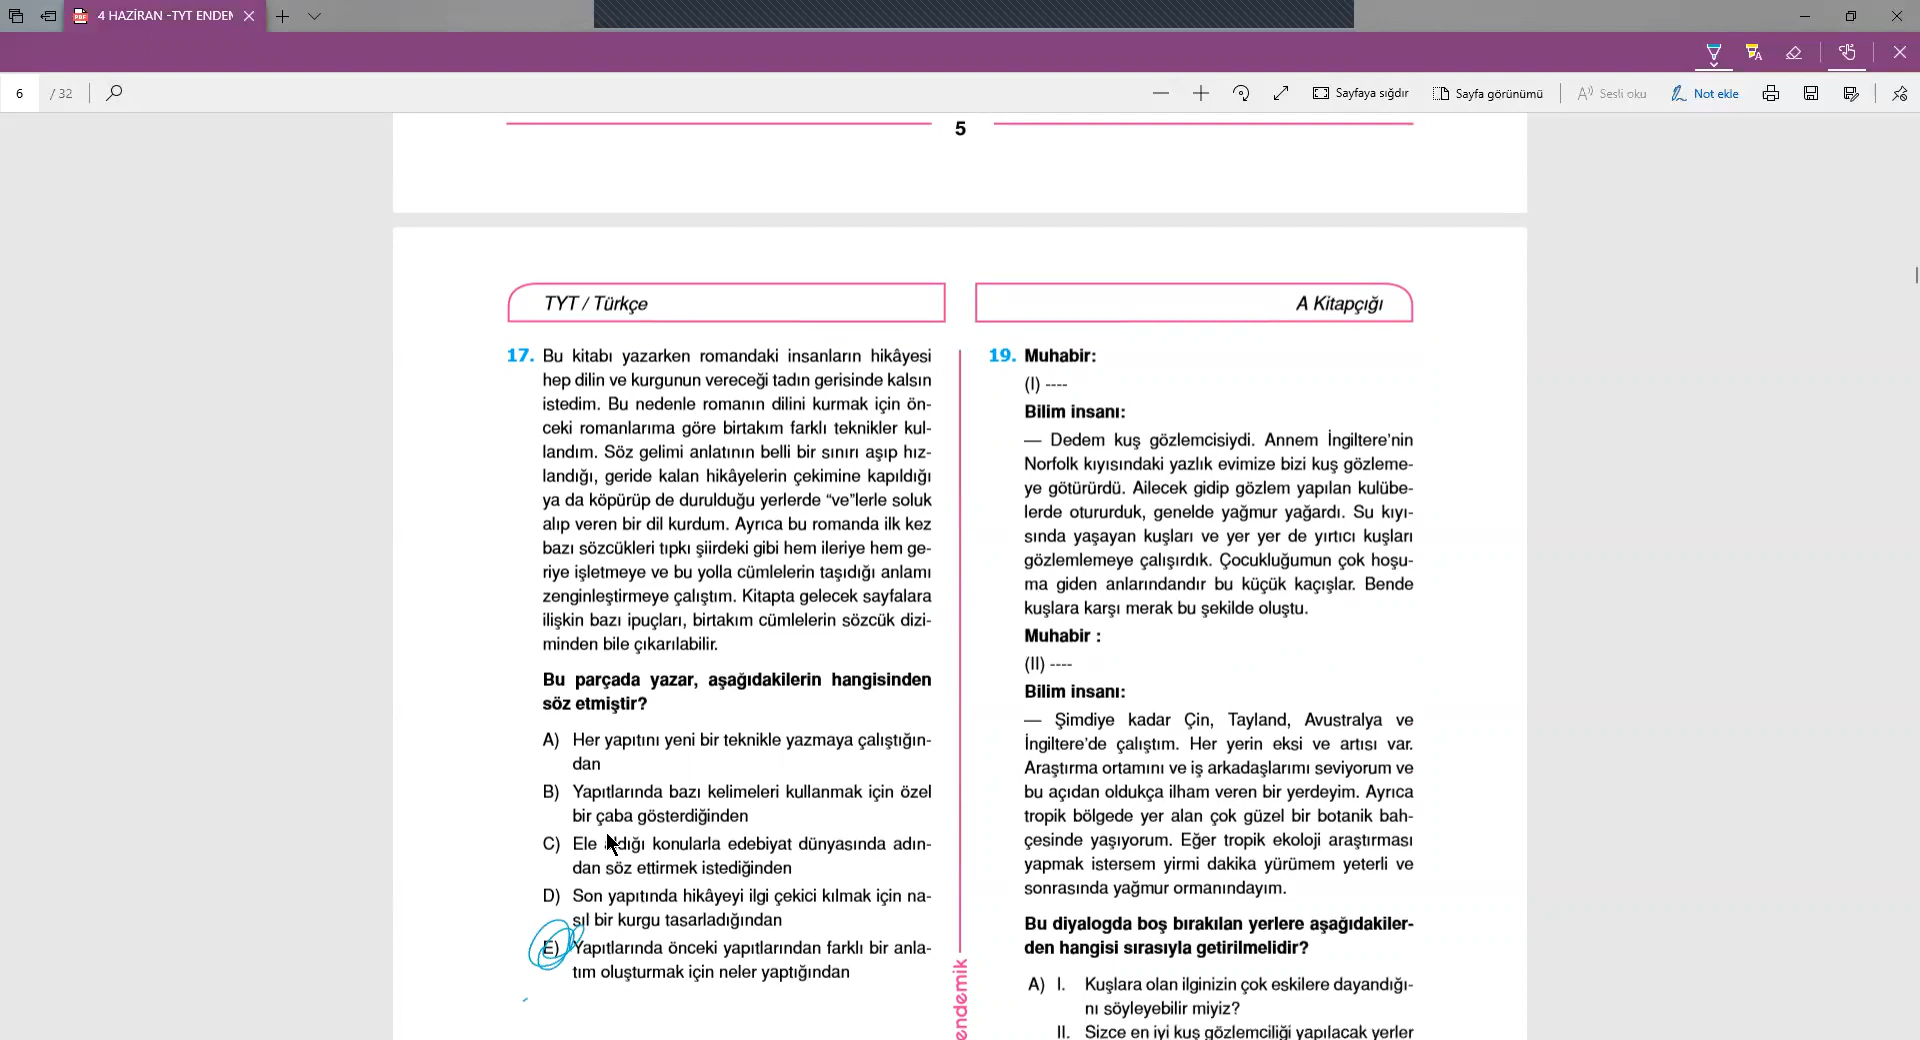 4 HAZİRAN -TYT ENDEM
6 / 32
Sayfaya sığdır
Sayfa görünümü
Sesli oku
Not ekle
5
TYT / Türkçe
A Kitapçığı
17. Bu kitabı yazarken romandaki insanların hikâyesi
hep dilin ve kurgunun vereceği tadın gerisinde kalsın
istedim. Bu nedenle romanın dilini kurmak için ön-
ceki romanlarıma göre birtakım farklı teknikler kul-
landım. Söz gelimi anlatının belli bir sınırı aşıp hız-
landığı, geride kalan hikâyelerin çekimine kapıldığı
ya da köpürüp de durulduğu yerlerde “ve”lerle soluk
alıp veren bir dil kurdum. Ayrıca bu romanda ilk kez
bazı sözcükleri tıpkı şiirdeki gibi hem ileriye hem ge-
riye işletmeye ve bu yolla cümlelerin taşıdığı anlamı
zenginleştirmeye çalıştım. Kitapta gelecek sayfalara
ilişkin bazı ipuçları, birtakım cümlelerin sözcük dizi-
minden bile çıkarılabilir.
Bu parçada yazar, aşağıdakilerin hangisinden
söz etmiştir?
A) Her yapıtını yeni bir teknikle yazmaya çalıştığın-
dan
B) Yapıtlarında bazı kelimeleri kullanmak için özel
bir çaba gösterdiğinden
C) Ele aldığı konularla edebiyat dünyasında adın-
dan söz ettirmek istediğinden
D) Son yapıtında hikâyeyi ilgi çekici kılmak için na-
sıl bir kurgu tasarladığından
E) Yapıtlarında önceki yapıtlarından farklı bir anla-
tım oluşturmak için neler yaptığından
endemik
19. Muhabir:
(I) ----
Bilim insanı:
— Dedem kuş gözlemcisiydi. Annem İngiltere’nin
Norfolk kıyısındaki yazlık evimize bizi kuş gözleme-
ye götürürdü. Ailecek gidip gözlem yapılan kulübe-
lerde otururduk, genelde yağmur yağardı. Su kıyı-
sında yaşayan kuşları ve yer yer de yırtıcı kuşları
gözlemlemeye çalışırdık. Çocukluğumun çok hoşu-
ma giden anlarındandır bu küçük kaçışlar. Bende
kuşlara karşı merak bu şekilde oluştu.
Muhabir :
(II) ----
Bilim insanı:
— Şimdiye kadar Çin, Tayland, Avustralya ve
İngiltere’de çalıştım. Her yerin eksi ve artısı var.
Araştırma ortamını ve iş arkadaşlarımı seviyorum ve
bu açıdan oldukça ilham veren bir yerdeyim. Ayrıca
tropik bölgede yer alan çok güzel bir botanik bah-
çesinde yaşıyorum. Eğer tropik ekoloji araştırması
yapmak istersem yirmi dakika yürümem yeterli ve
sonrasında yağmur ormanındayım.
Bu diyalogda boş bırakılan yerlere aşağıdakiler-
den hangisi sırasıyla getirilmelidir?
A) I. Kuşlara olan ilginizin çok eskilere dayandığı-
nı söyleyebilir miyiz?
II. Sizce en iyi kuş gözlemciliği yapılacak yerler